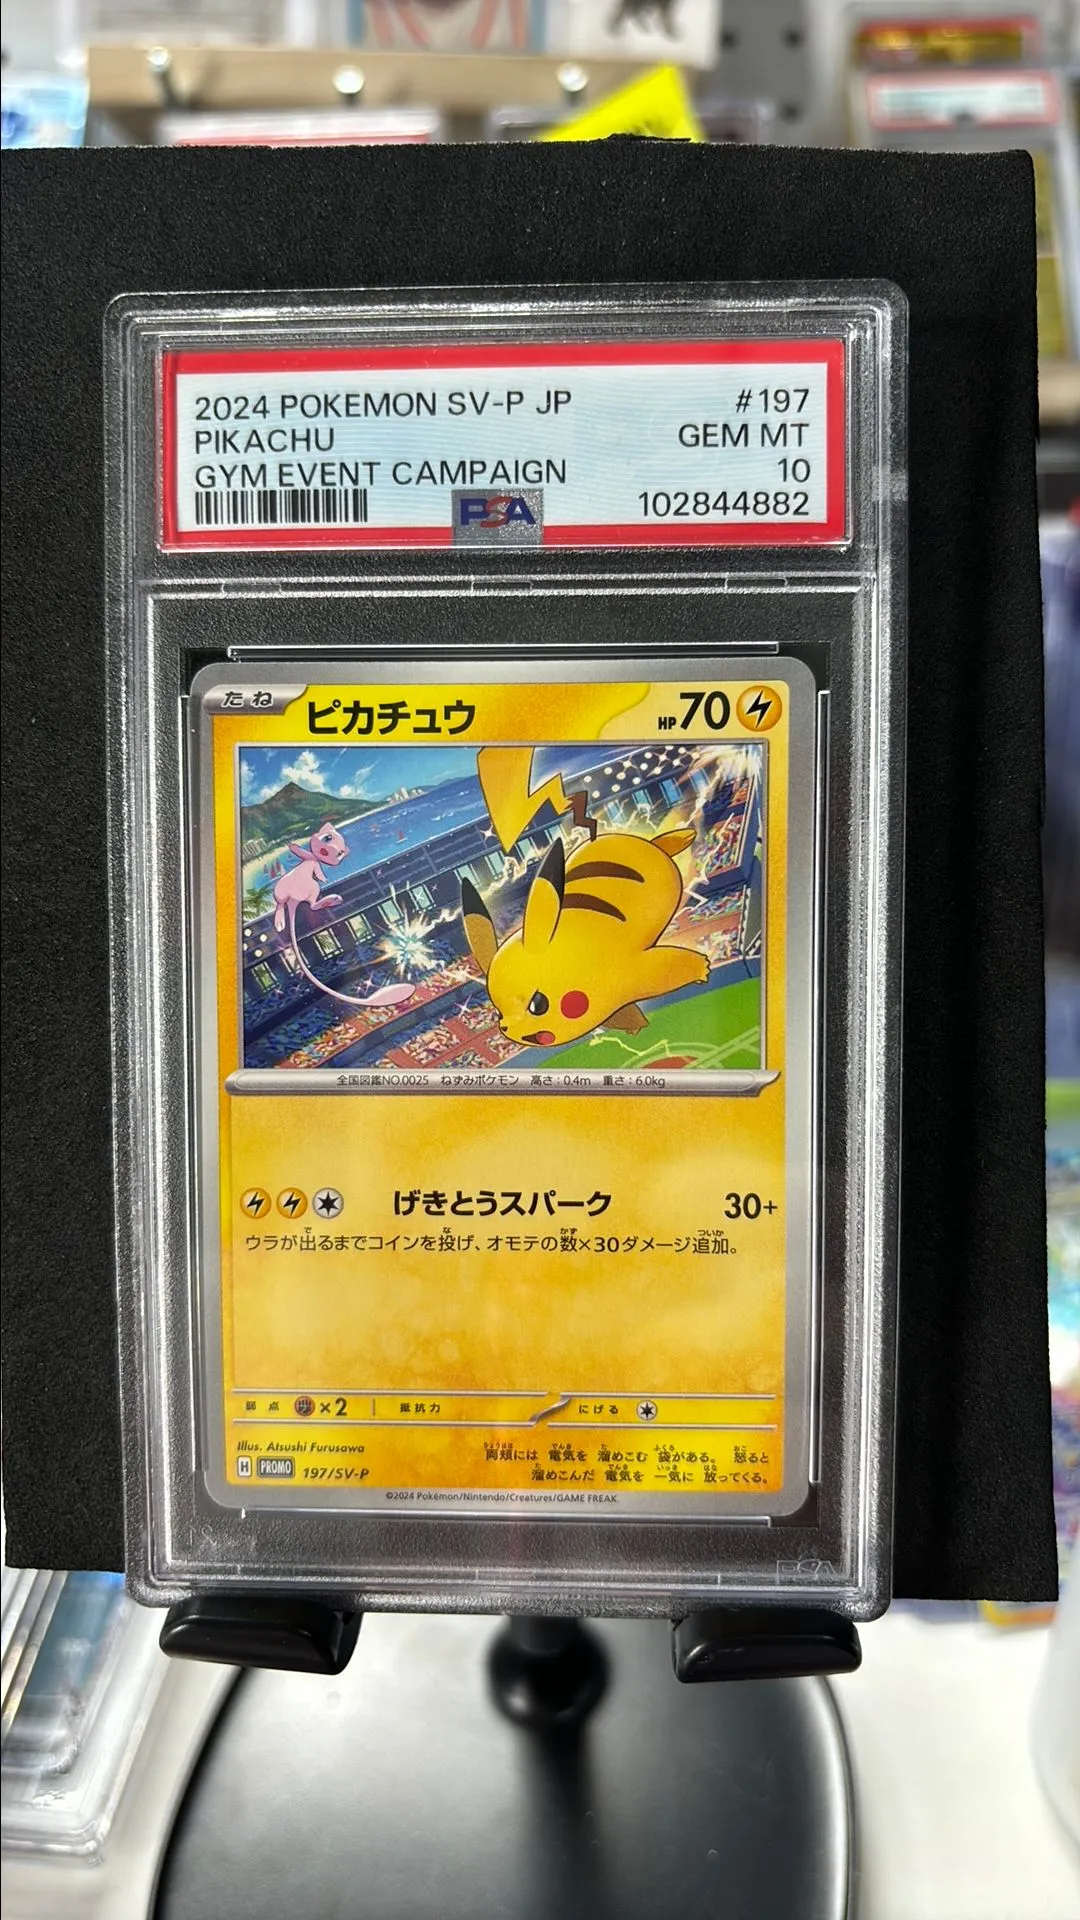 2024 POKEMON SV-P JP #197
PIKACHU GEM MT
GYM EVENT CAMPAIGN 10
PSA 102844882
たね ピカチュウ HP70
全国図鑑NO.0025 ねずみポケモン 高さ：0.4m 重さ：6.0kg
げきとうスパーク 30+
ウラが出るまでコインを投げ、オモテの数×30ダメージ追加。
弱点 ×2 抵抗力 にげる
Illus. Atsushi Furusawa
両頬には 電気を 溜めこむ 袋がある。 怒ると
溜めこんだ 電気を 一気に 放ってくる。
H PROMO 197/SV-P
©2024 Pokémon/Nintendo/Creatures/GAME FREAK.
PSA